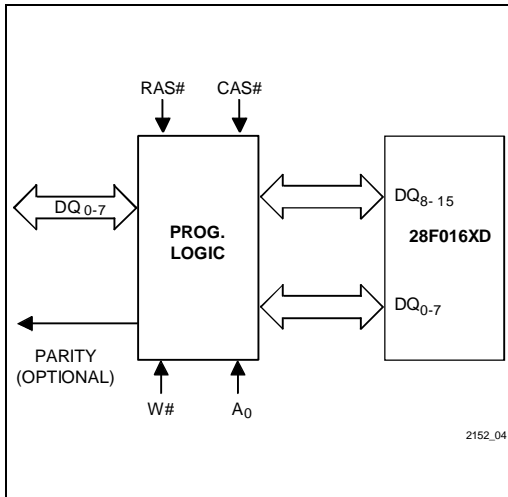 RAS# CAS#
DQ0-7
PROG.
LOGIC
DQ8-15
28F016XD
DQ0-7
PARITY
(OPTIONAL)
W# A0
2152_04